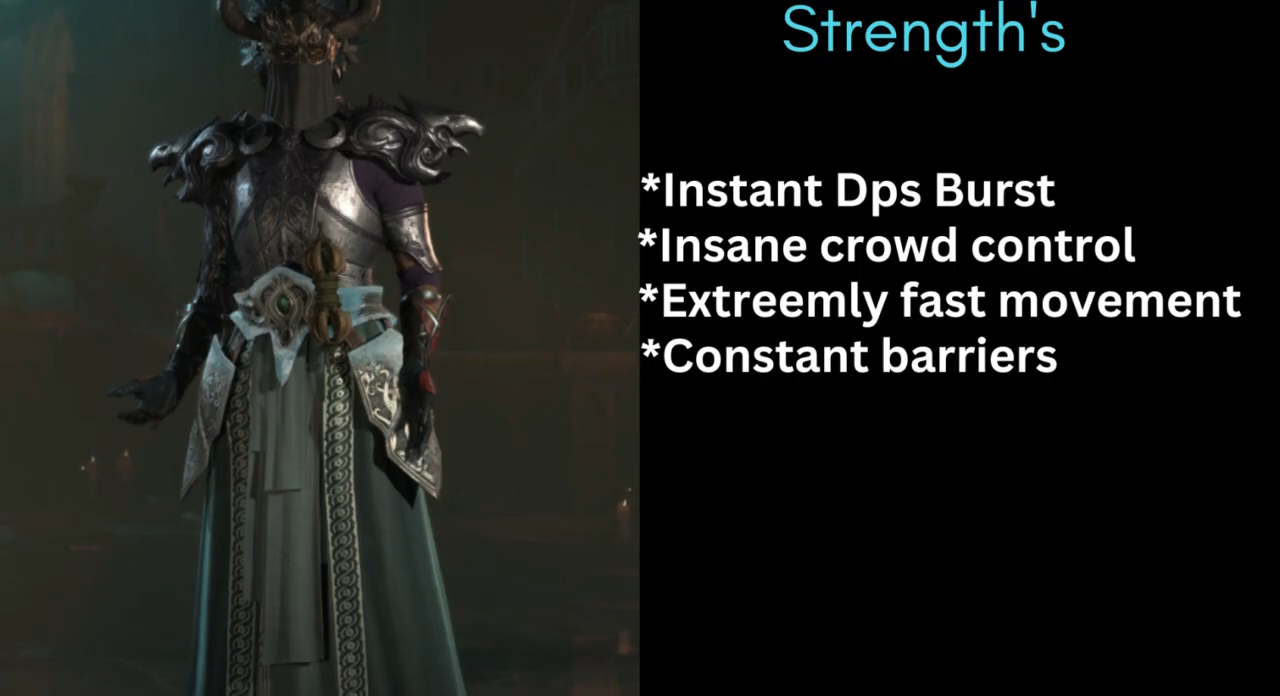 Strength's
*Instant Dps Burst
*Insane crowd control
*Extreemly fast movement
*Constant barriers